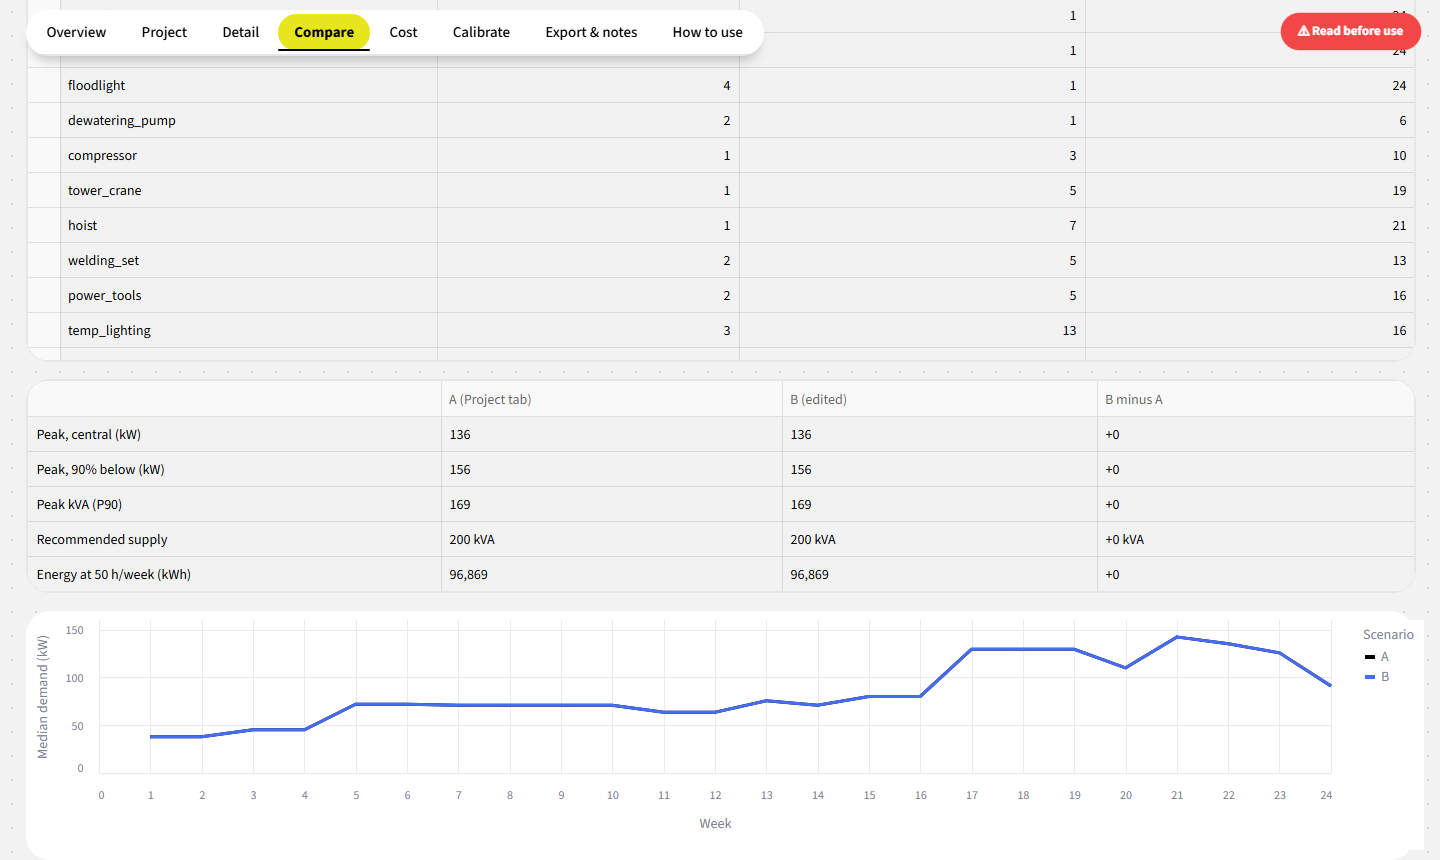 1 24
Overview Project Detail Compare Cost Calibrate Export & notes How to use ⚠ Read before use
1 24
floodlight 4 1 24
dewatering_pump 2 1 6
compressor 1 3 10
tower_crane 1 5 19
hoist 1 7 21
welding_set 2 5 13
power_tools 2 5 16
temp_lighting 3 13 16
A (Project tab) B (edited) B minus A
Peak, central (kW) 136 136 +0
Peak, 90% below (kW) 156 156 +0
Peak kVA (P90) 169 169 +0
Recommended supply 200 kVA 200 kVA +0 kVA
Energy at 50 h/week (kWh) 96,869 96,869 +0
Median demand (kW)
150
100
50
0
0 1 2 3 4 5 6 7 8 9 10 11 12 13 14 15 16 17 18 19 20 21 22 23 24
Week
Scenario
A
B